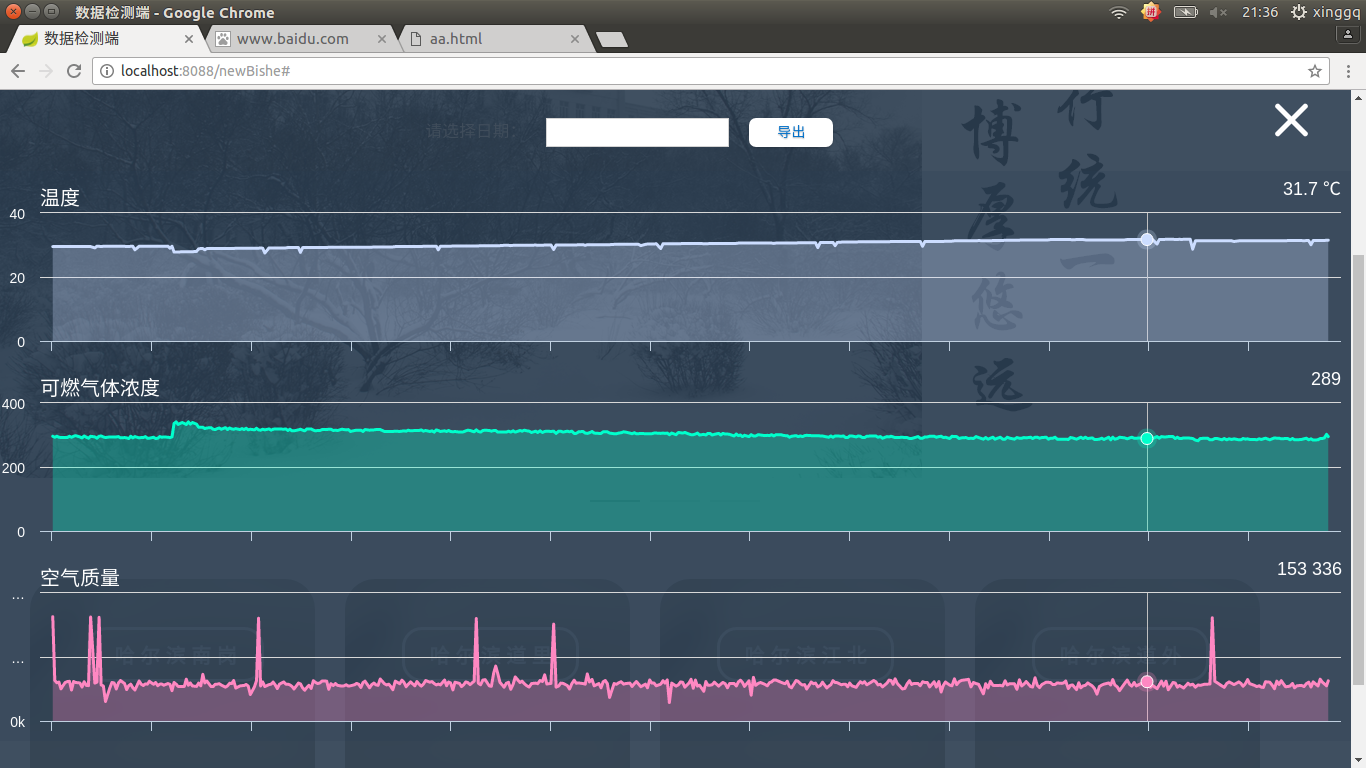 数据检测端 - Google Chrome
拼 21:36 xinggq
数据检测端 www.baidu.com aa.html
localhost:8088/newBishe#
请选择日期：
导出
行统一
博厚悠远
温度
31.7 ℃
40
20
0
可燃气体浓度
289
400
200
0
空气质量
153 336
...
...
0k
哈尔滨南岗 哈尔滨道里 哈尔滨江北 哈尔滨道外